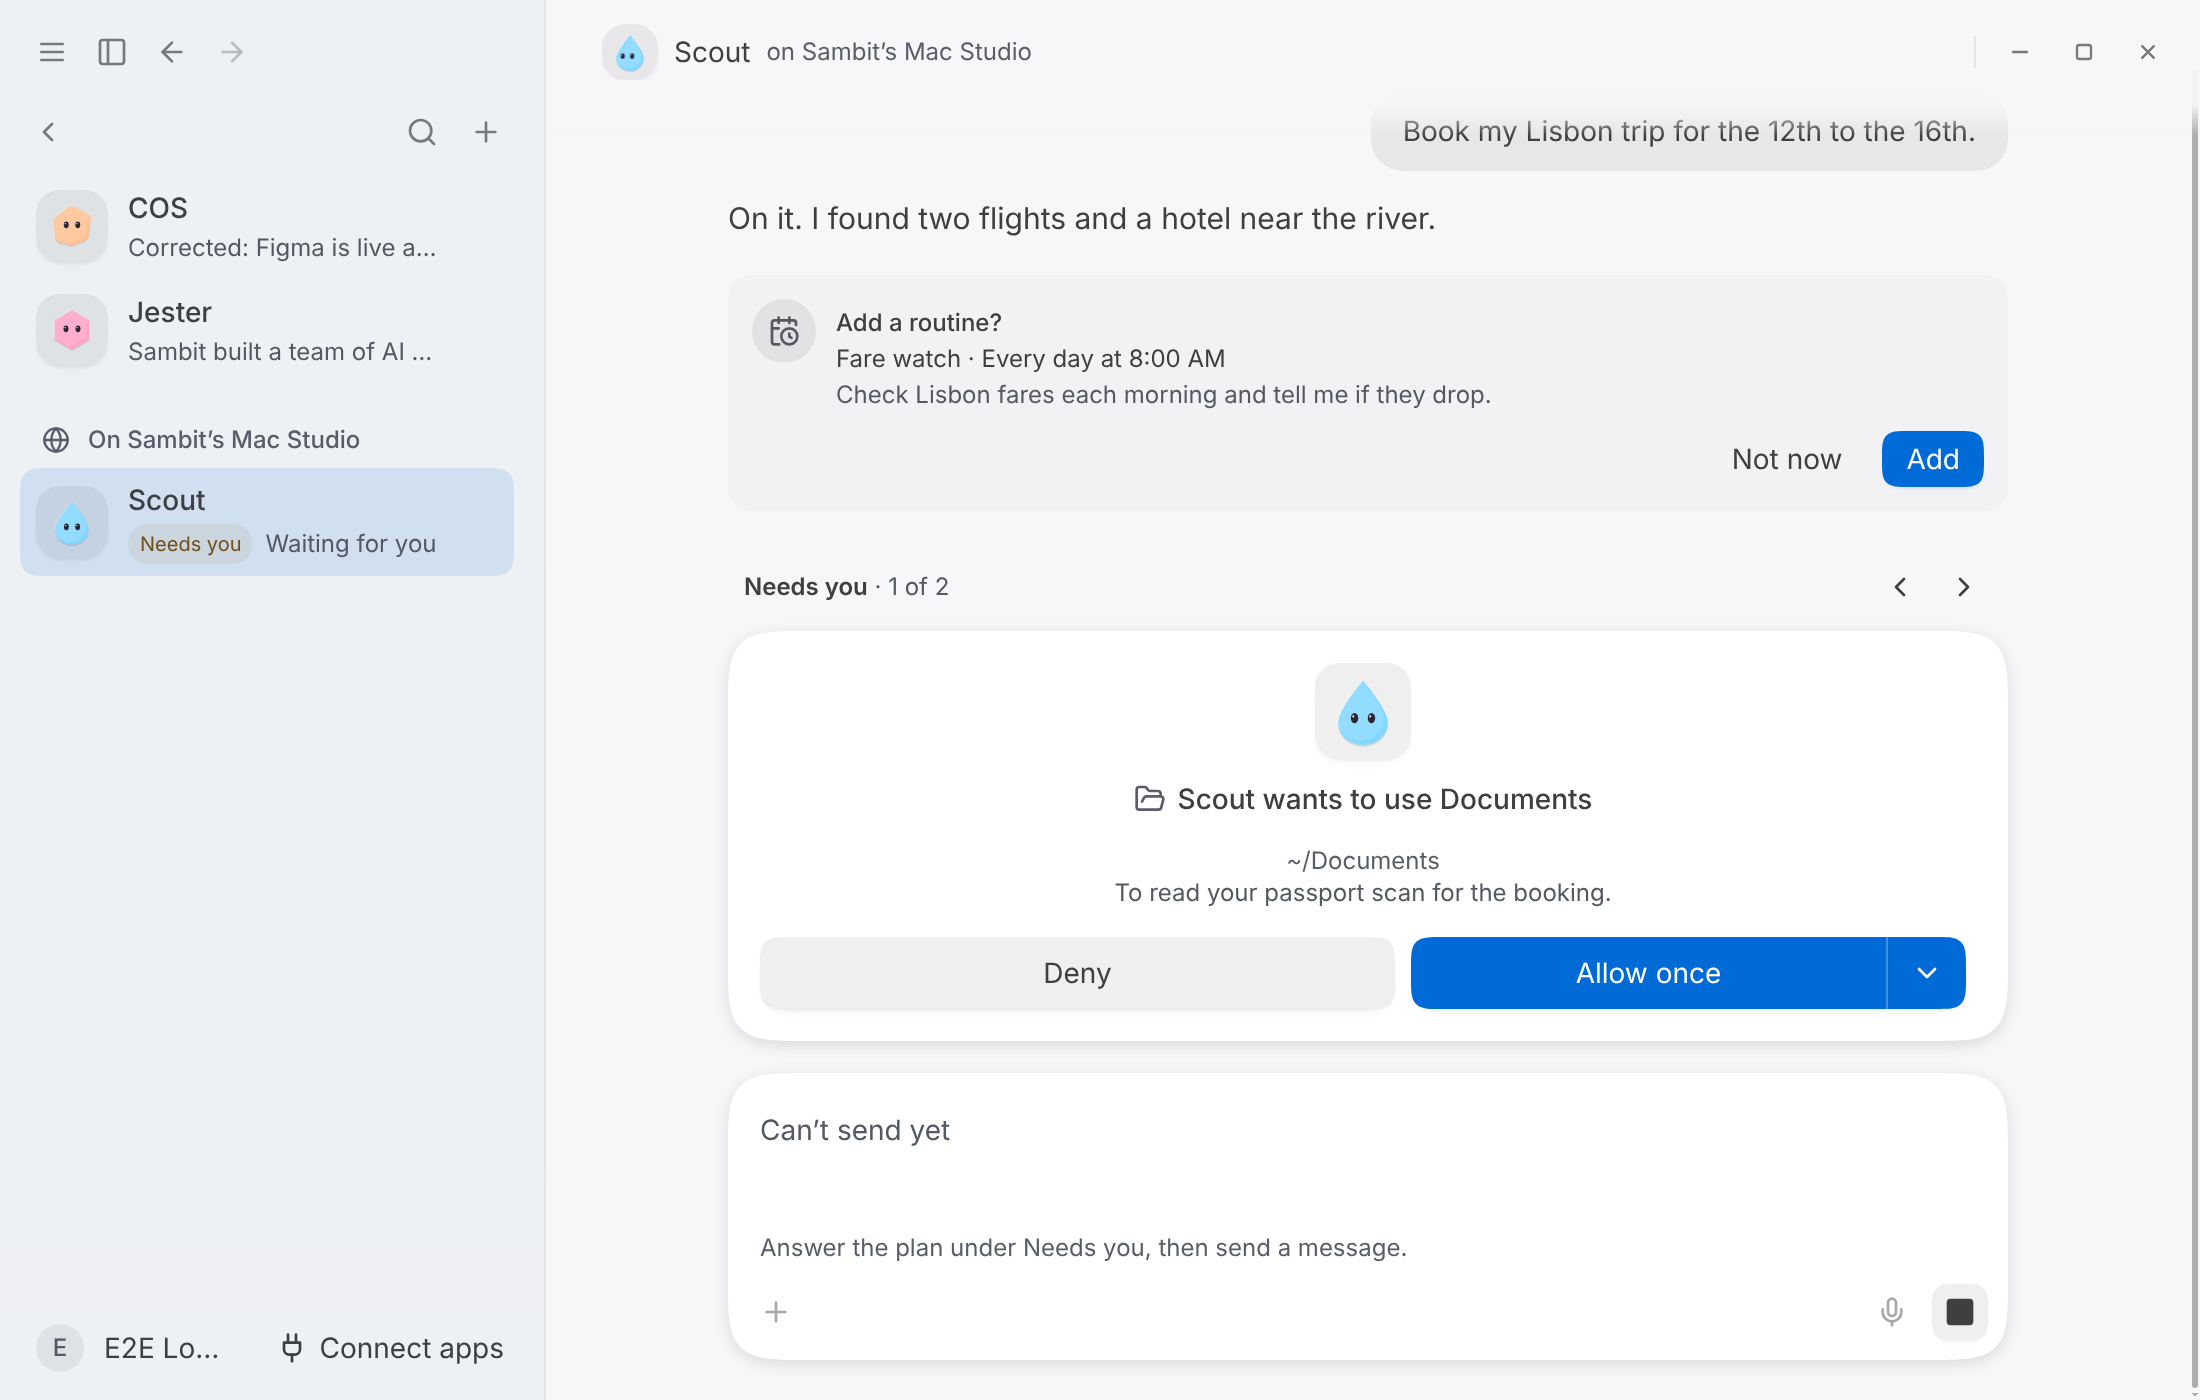 Scout on Sambit’s Mac Studio
COS
Corrected: Figma is live a...
Jester
Sambit built a team of AI ...
On Sambit’s Mac Studio
Scout
Needs you Waiting for you
E
E2E Lo...
Connect apps
Book my Lisbon trip for the 12th to the 16th.
On it. I found two flights and a hotel near the river.
Add a routine?
Fare watch · Every day at 8:00 AM
Check Lisbon fares each morning and tell me if they drop.
Not now
Add
Needs you · 1 of 2
Scout wants to use Documents
~/Documents
To read your passport scan for the booking.
Deny
Allow once
Can’t send yet
Answer the plan under Needs you, then send a message.